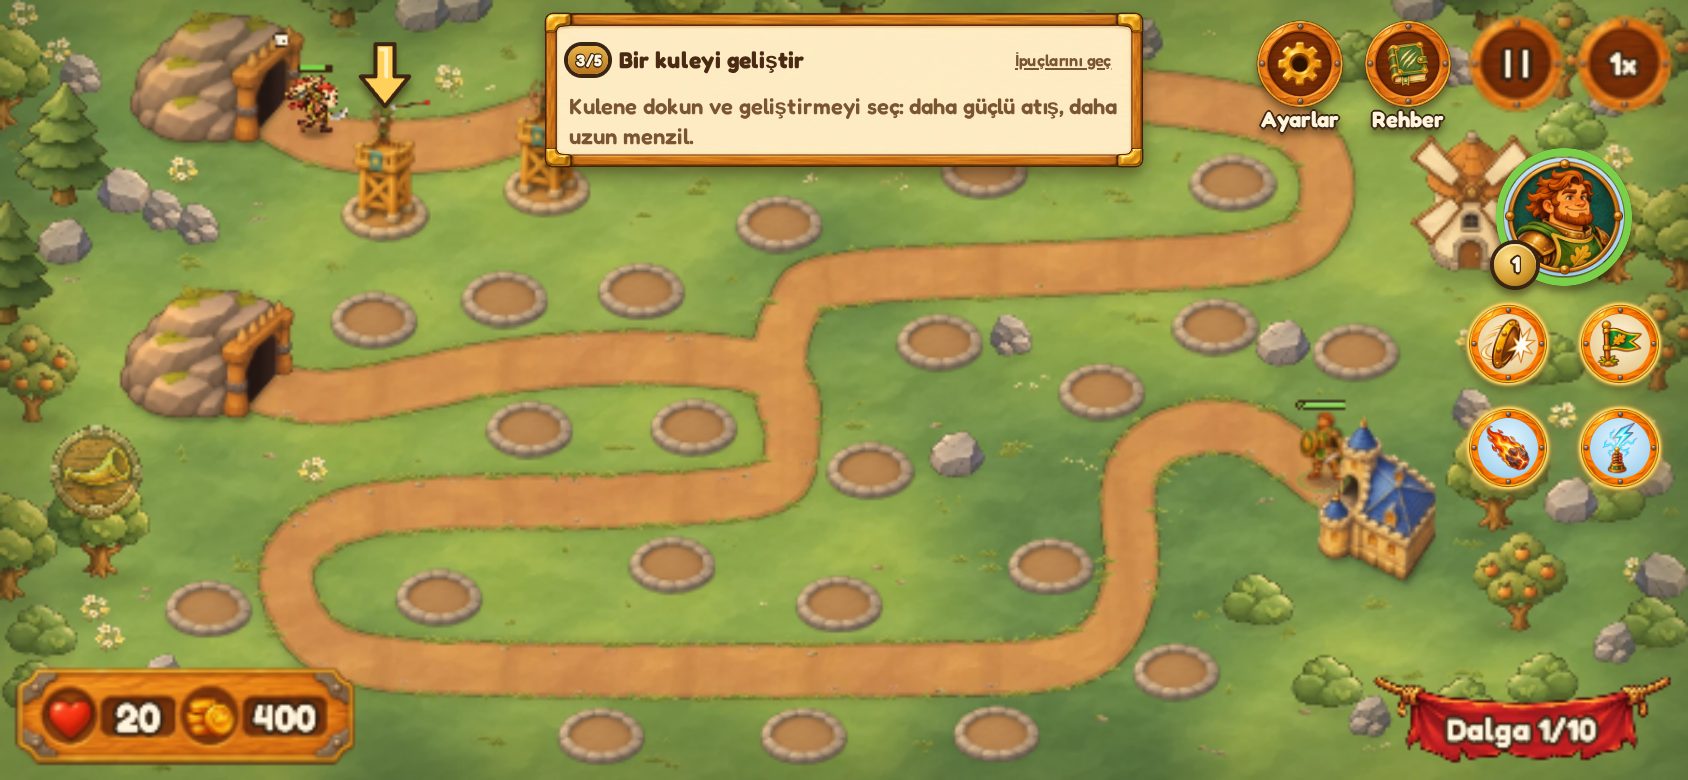 3/5 Bir kuleyi geliştir İpuçlarını geç
Kulene dokun ve geliştirmeyi seç: daha güçlü atış, daha
uzun menzil.
1x
Ayarlar Rehber
1
20 400
Dalga 1/10